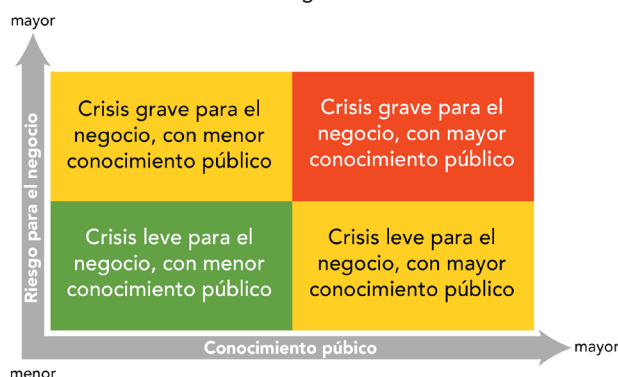 mayor
Crisis grave para el
negocio, con menor
conocimiento público
Crisis grave para el
negocio, con mayor
conocimiento público
Riesgo para el negocio
Crisis leve para el
negocio, con menor
conocimiento público
Crisis leve para el
negocio, con mayor
conocimiento público
Conocimiento púbico
mayor
menor